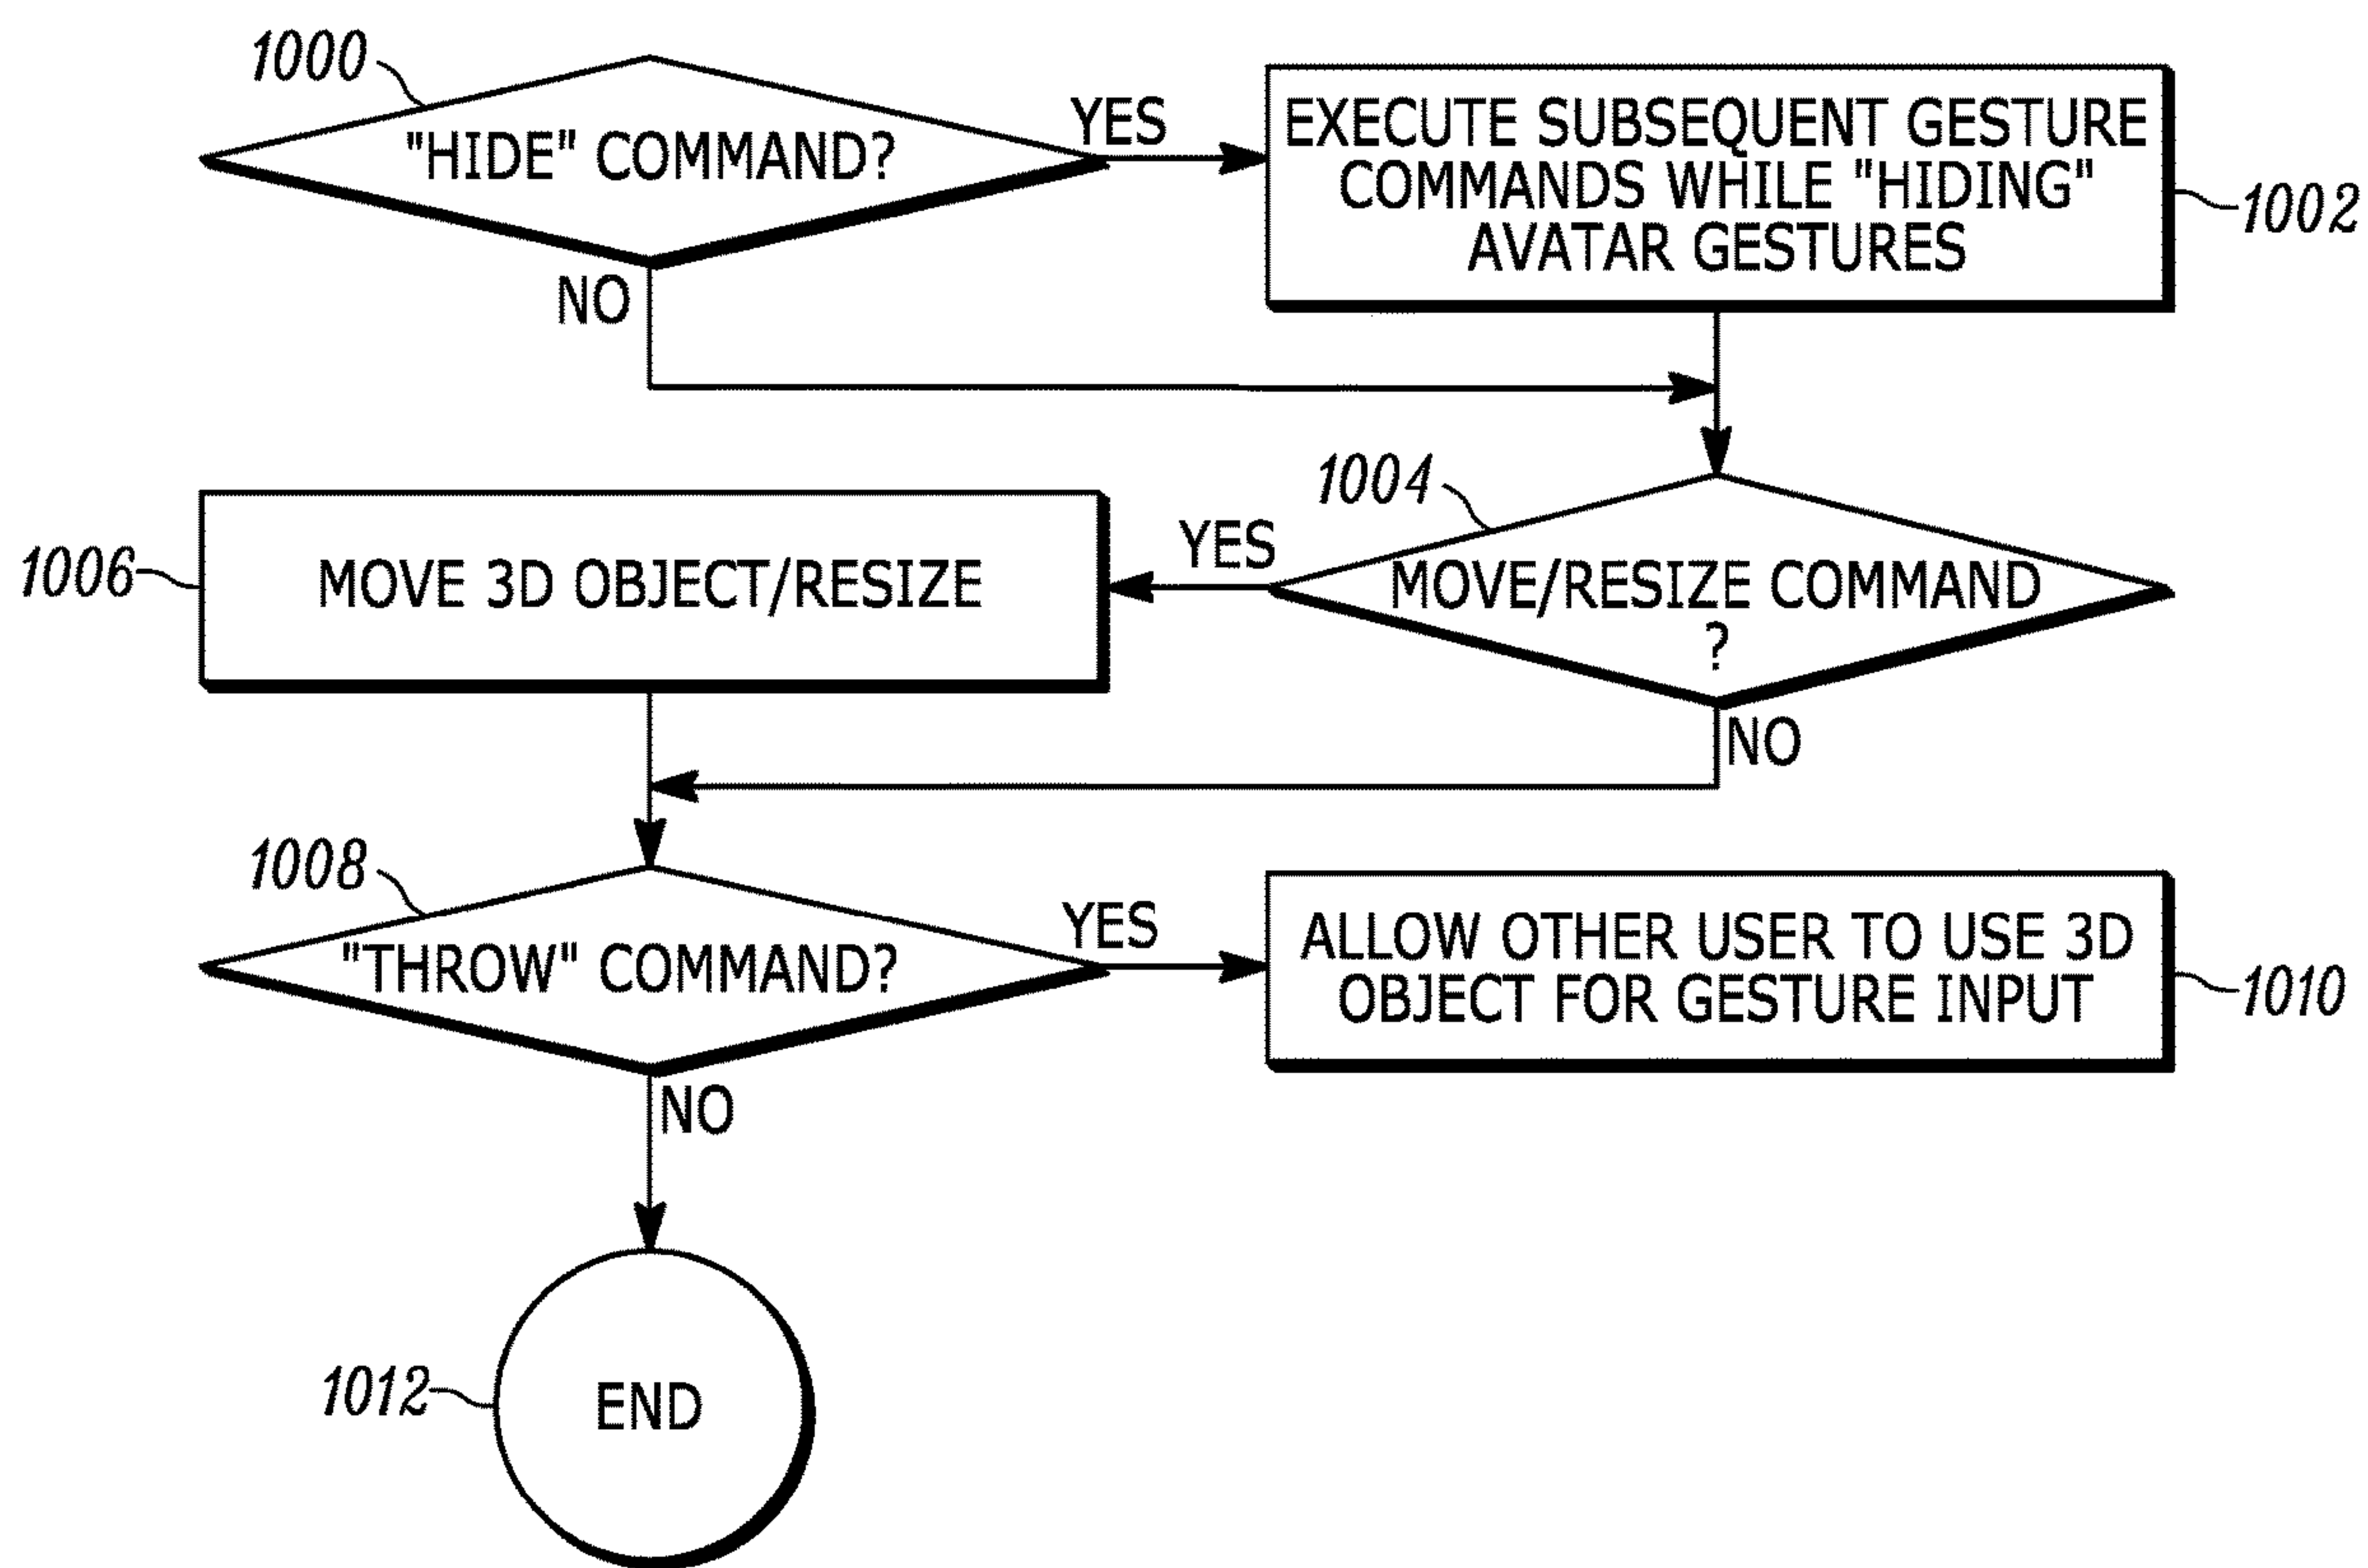 1000
"HIDE" COMMAND?
YES
EXECUTE SUBSEQUENT GESTURE
COMMANDS WHILE "HIDING"
AVATAR GESTURES
1002
NO
1004
MOVE/RESIZE COMMAND
?
YES
1006
MOVE 3D OBJECT/RESIZE
NO
1008
"THROW" COMMAND?
YES
ALLOW OTHER USER TO USE 3D
OBJECT FOR GESTURE INPUT
1010
NO
1012
END